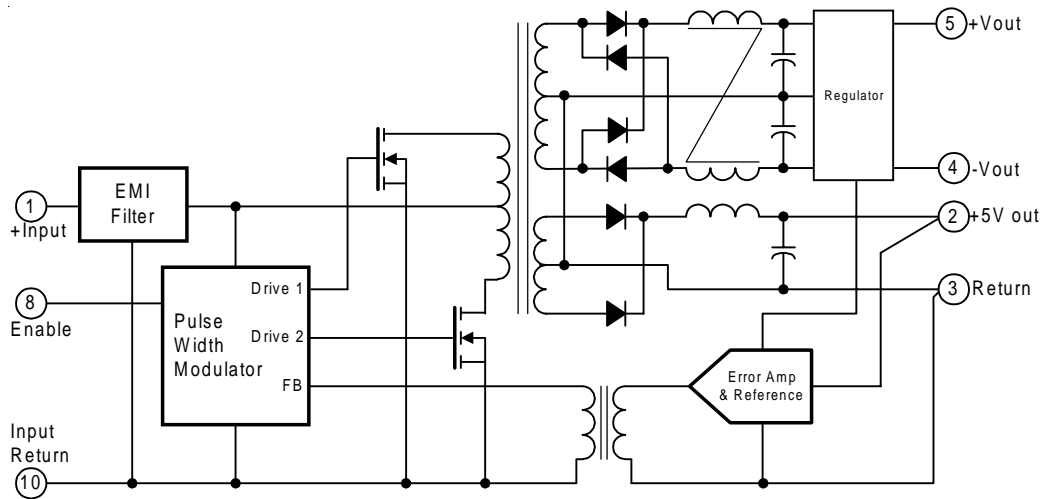 5 +Vout
Regulator
4 -Vout
EMI
Filter
1
+Input
2 +5V out
Drive 1
8
Enable
3 Return
Pulse
Width
Modulator
Drive 2
Error Amp
& Reference
FB
Input
Return
10